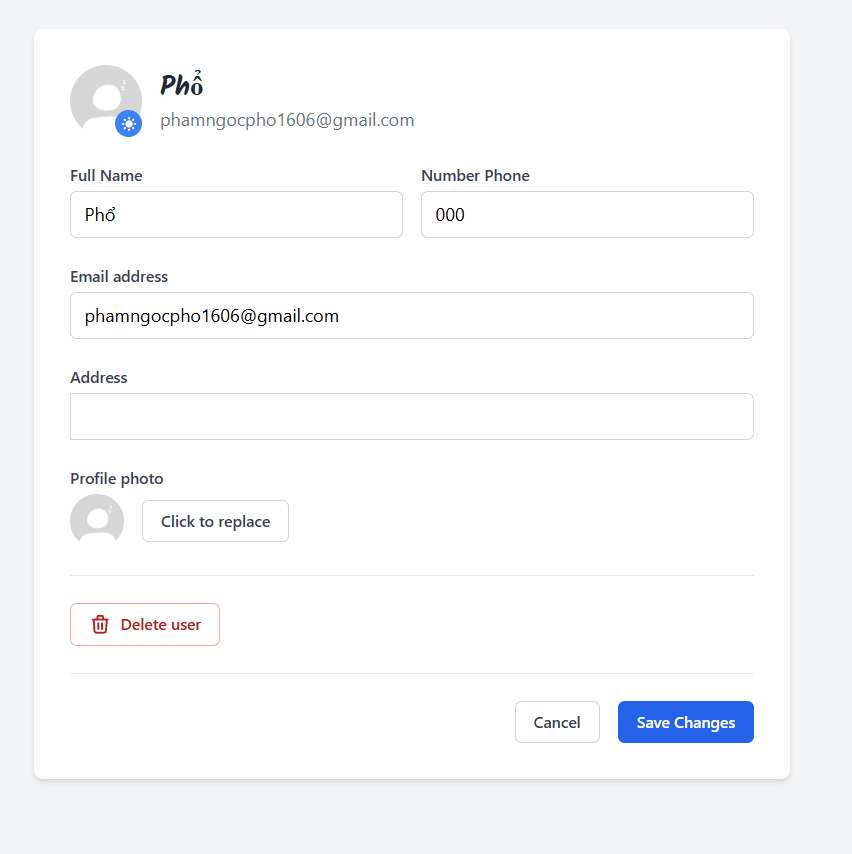 Phổ
phamngocpho1606@gmail.com
Full Name
Number Phone
Phổ
000
Email address
phamngocpho1606@gmail.com
Address
Profile photo
Click to replace
Delete user
Cancel
Save Changes